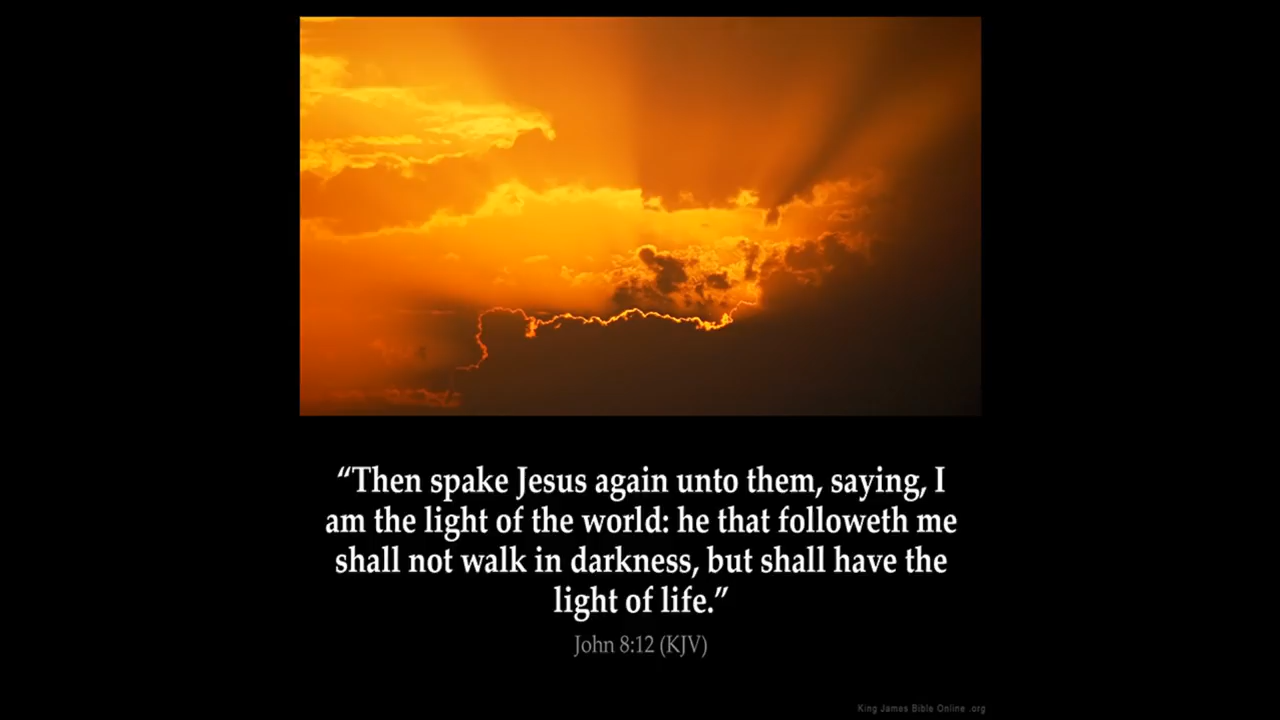 “Then spake Jesus again unto them, saying, I
am the light of the world: he that followeth me
shall not walk in darkness, but shall have the
light of life.”
John 8:12 (KJV)
King James Bible Online .org